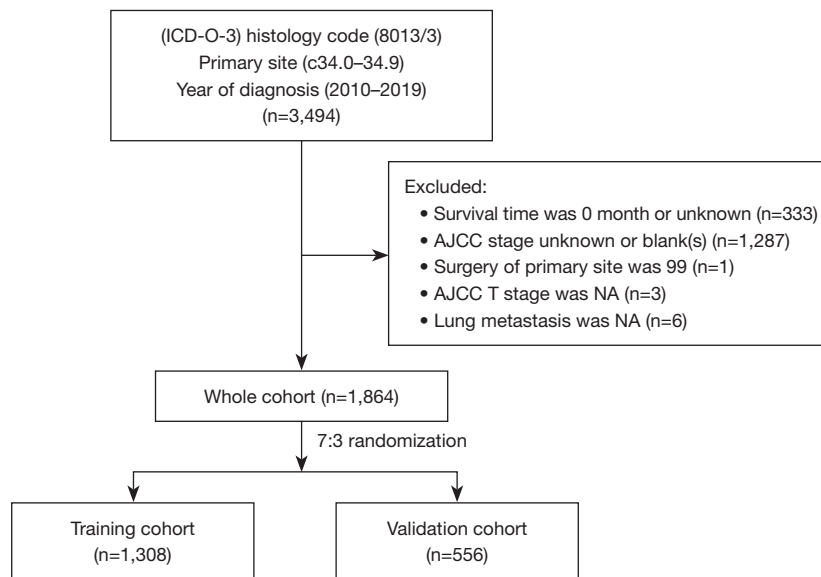 (ICD-O-3) histology code (8013/3)
Primary site (c34.0–34.9)
Year of diagnosis (2010–2019)
(n=3,494)
Excluded:
• Survival time was 0 month or unknown (n=333)
• AJCC stage unknown or blank(s) (n=1,287)
• Surgery of primary site was 99 (n=1)
• AJCC T stage was NA (n=3)
• Lung metastasis was NA (n=6)
Whole cohort (n=1,864)
7:3 randomization
Training cohort
(n=1,308)
Validation cohort
(n=556)